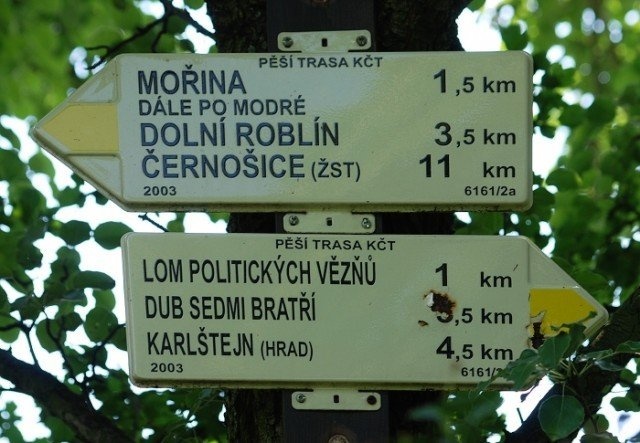 PĚŠÍ TRASA KČT
MOŘINA 1,5 km
DÁLE PO MODRÉ
DOLNÍ ROBLÍN 3,5 km
ČERNOŠICE (ŽST) 11 km
2003 6161/2a
PĚŠÍ TRASA KČT
LOM POLITICKÝCH VĚZŇŮ 1 km
DUB SEDMI BRATŘÍ ,5 km
KARLŠTEJN (HRAD) 4,5 km
2003